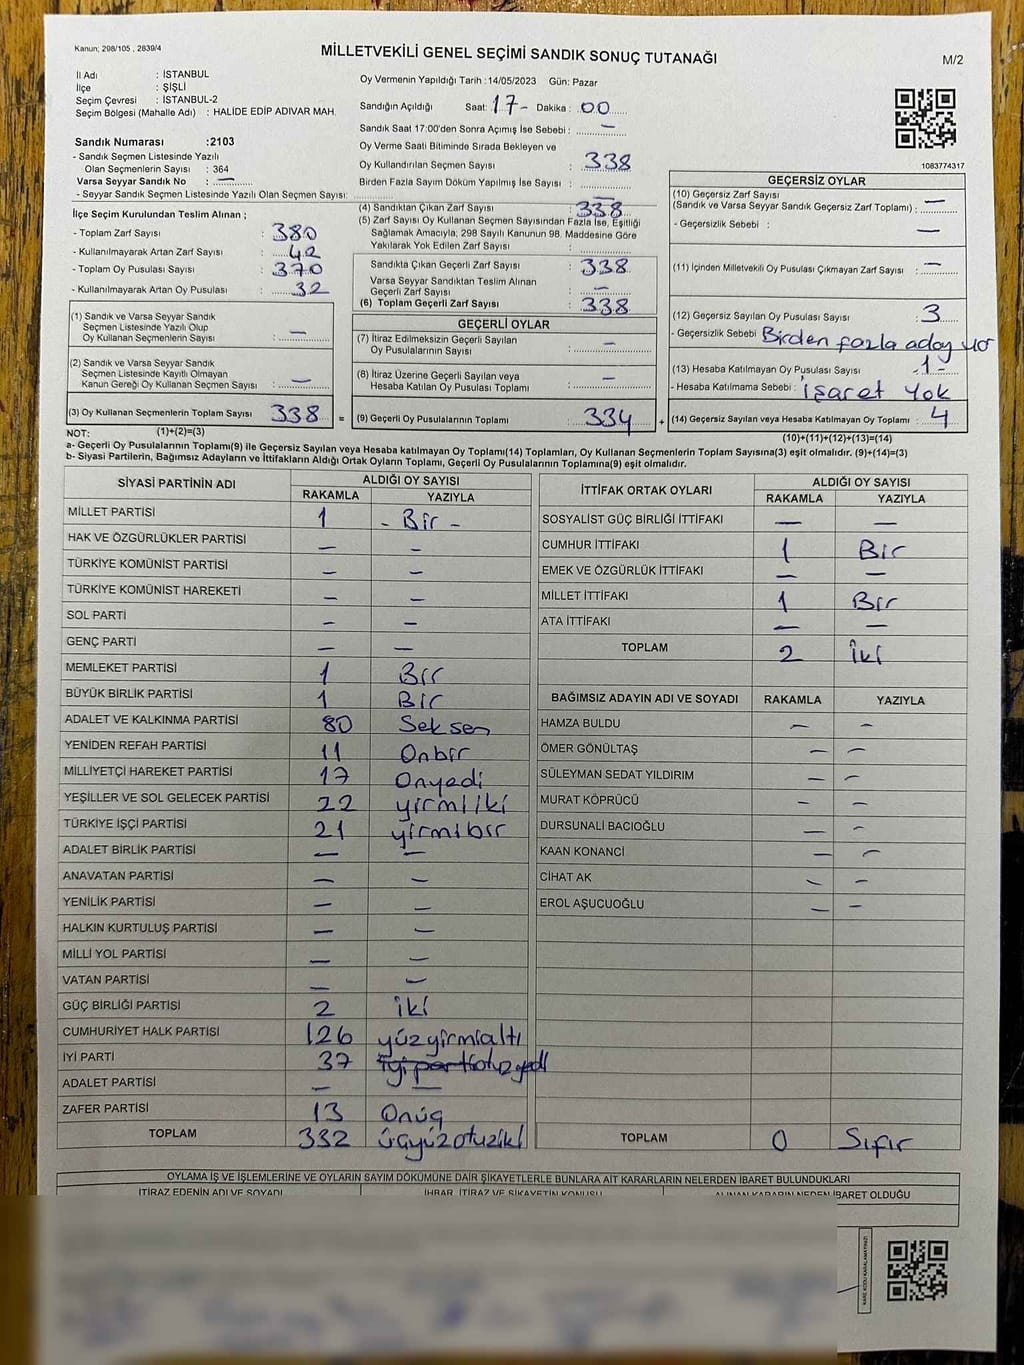 Kanun; 298/105 , 2839/4
MİLLETVEKİLİ GENEL SEÇİMİ SANDIK SONUÇ TUTANAĞI
M/2
İl Adı : İSTANBUL
İlçe : ŞİŞLİ
Seçim Çevresi : İSTANBUL-2
Seçim Bölgesi (Mahalle Adı) : HALİDE EDİP ADIVAR MAH.
Sandık Numarası :2103
- Sandık Seçmen Listesinde Yazılı
Olan Seçmenlerin Sayısı : 364
Varsa Seyyar Sandık No : —
- Seyyar Sandık Seçmen Listesinde Yazılı Olan Seçmen Sayısı:
İlçe Seçim Kurulundan Teslim Alınan ;
- Toplam Zarf Sayısı : 380
- Kullanılmayarak Artan Zarf Sayısı : 42
- Toplam Oy Pusulası Sayısı : 370
- Kullanılmayarak Artan Oy Pusulası : 32
Oy Vermenin Yapıldığı Tarih :14/05/2023 Gün: Pazar
Sandığın Açıldığı Saat: 17- Dakika : 00
Sandık Saat 17:00'den Sonra Açımış İse Sebebi : —
Oy Verme Saati Bitiminde Sırada Bekleyen ve
Oy Kullandırılan Seçmen Sayısı : 338
Birden Fazla Sayım Döküm Yapılmış İse Sayısı :
(4) Sandıktan Çıkan Zarf Sayısı : 338
(5) Zarf Sayısı Oy Kullanan Seçmen Sayısından Fazla İse, Eşitliği
Sağlamak Amacıyla; 298 Sayılı Kanunun 98. Maddesine Göre
Yakılarak Yok Edilen Zarf Sayısı :
Sandıkta Çıkan Geçerli Zarf Sayısı : 338
Varsa Seyyar Sandıktan Teslim Alınan
Geçerli Zarf Sayısı : —
(6) Toplam Geçerli Zarf Sayısı : 338
1083774317
GEÇERSİZ OYLAR
(10) Geçersiz Zarf Sayısı
(Sandık ve Varsa Seyyar Sandık Geçersiz Zarf Toplamı) : —
- Geçersizlik Sebebi : —
(11) İçinden Milletvekili Oy Pusulası Çıkmayan Zarf Sayısı : —
(12) Geçersiz Sayılan Oy Pusulası Sayısı : 3
- Geçersizlik Sebebi Birden fazla aday
(13) Hesaba Katılmayan Oy Pusulası Sayısı -1-
- Hesaba Katılmama Sebebi : İşaret Yok
(14) Geçersiz Sayılan veya Hesaba Katılmayan Oy Toplamı : 4
(10)+(11)+(12)+(13)=(14)
(1) Sandık ve Varsa Seyyar Sandık
Seçmen Listesinde Yazılı Olup
Oy Kullanan Seçmenlerin Sayısı : —
(2) Sandık ve Varsa Seyyar Sandık
Seçmen Listesinde Kayıtlı Olmayan
Kanun Gereği Oy Kullanan Seçmen Sayısı : —
(3) Oy Kullanan Seçmenlerin Toplam Sayısı 338 =
(1)+(2)=(3)
GEÇERLİ OYLAR
(7) İtiraz Edilmeksizin Geçerli Sayılan
Oy Pusulalarının Sayısı : —
(8) İtiraz Üzerine Geçerli Sayılan veya
Hesaba Katılan Oy Pusulası Toplamı : —
(9) Geçerli Oy Pusulalarının Toplamı : 334 +
NOT:
a- Geçerli Oy Pusulalarının Toplamı(9) ile Geçersiz Sayılan veya Hesaba katılmayan Oy Toplamı(14) Toplamları, Oy Kullanan Seçmenlerin Toplam Sayısına(3) eşit olmalıdır. (9)+(14)=(3)
b- Siyasi Partilerin, Bağımsız Adayların ve İttifakların Aldığı Ortak Oyların Toplamı, Geçerli Oy Pusulalarının Toplamına(9) eşit olmalıdır.
SİYASİ PARTİNİN ADI ALDIĞI OY SAYISI
RAKAMLA YAZIYLA
MİLLET PARTİSİ 1 - Bir -
HAK VE ÖZGÜRLÜKLER PARTİSİ — —
TÜRKİYE KOMÜNİST PARTİSİ — —
TÜRKİYE KOMÜNİST HAREKETİ — —
SOL PARTİ — —
GENÇ PARTİ — —
MEMLEKET PARTİSİ 1 Bir
BÜYÜK BİRLİK PARTİSİ 1 Bir
ADALET VE KALKINMA PARTİSİ 80 Seksen
YENİDEN REFAH PARTİSİ 11 Onbir
MİLLİYETÇİ HAREKET PARTİSİ 17 Onyedi
YEŞİLLER VE SOL GELECEK PARTİSİ 22 yirmiiki
TÜRKİYE İŞÇİ PARTİSİ 21 yirmibir
ADALET BİRLİK PARTİSİ — —
ANAVATAN PARTİSİ — —
YENİLİK PARTİSİ — —
HALKIN KURTULUŞ PARTİSİ — —
MİLLİ YOL PARTİSİ — —
VATAN PARTİSİ — —
GÜÇ BİRLİĞİ PARTİSİ 2 iki
CUMHURİYET HALK PARTİSİ 126 yüzyirmialtı
İYİ PARTİ 37 iyi parti otuzyedi
ADALET PARTİSİ — —
ZAFER PARTİSİ 13 Onüç
TOPLAM 332 üçyüzotuziki
İTTİFAK ORTAK OYLARI ALDIĞI OY SAYISI
RAKAMLA YAZIYLA
SOSYALİST GÜÇ BİRLİĞİ İTTİFAKI — —
CUMHUR İTTİFAKI 1 Bir
EMEK VE ÖZGÜRLÜK İTTİFAKI — —
MİLLET İTTİFAKI 1 Bir
ATA İTTİFAKI — —
TOPLAM 2 İki
BAĞIMSIZ ADAYIN ADI VE SOYADI RAKAMLA YAZIYLA
HAMZA BULDU — —
ÖMER GÖNÜLTAŞ — —
SÜLEYMAN SEDAT YILDIRIM — —
MURAT KÖPRÜCÜ — —
DURSUNALİ BACIOĞLU — —
KAAN KONANCİ — —
CİHAT AK — —
EROL AŞUCUOĞLU — —
TOPLAM 0 Sıfır
OYLAMA İŞ VE İŞLEMLERİNE VE OYLARIN SAYIM DÖKÜMÜNE DAİR ŞİKAYETLERLE BUNLARA AİT KARARLARIN NELERDEN İBARET BULUNDUKLARI
İTİRAZ EDENİN ADI VE SOYADI İHBAR, İTİRAZ VE ŞİKAYETİN KONUSU ALINAN KARARIN NEDEN İBARET OLDUĞU
KARE KODU KARALAMAYINIZ!